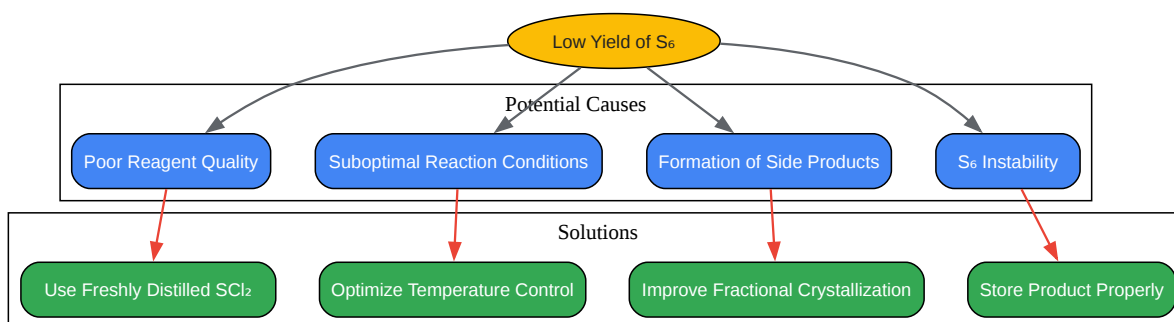 Low Yield of S₆
Potential Causes
Poor Reagent Quality
Suboptimal Reaction Conditions
Formation of Side Products
S₆ Instability
Solutions
Use Freshly Distilled SCl₂
Optimize Temperature Control
Improve Fractional Crystallization
Store Product Properly